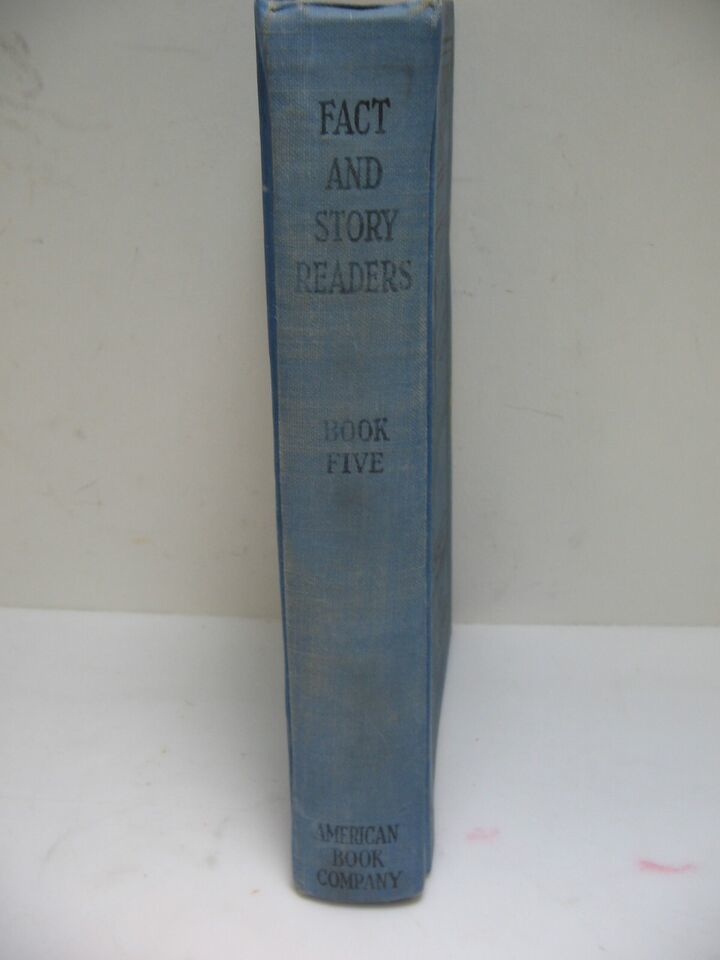 FACT
AND
STORY
READERS
BOOK
FIVE
AMERICAN
BOOK
COMPANY